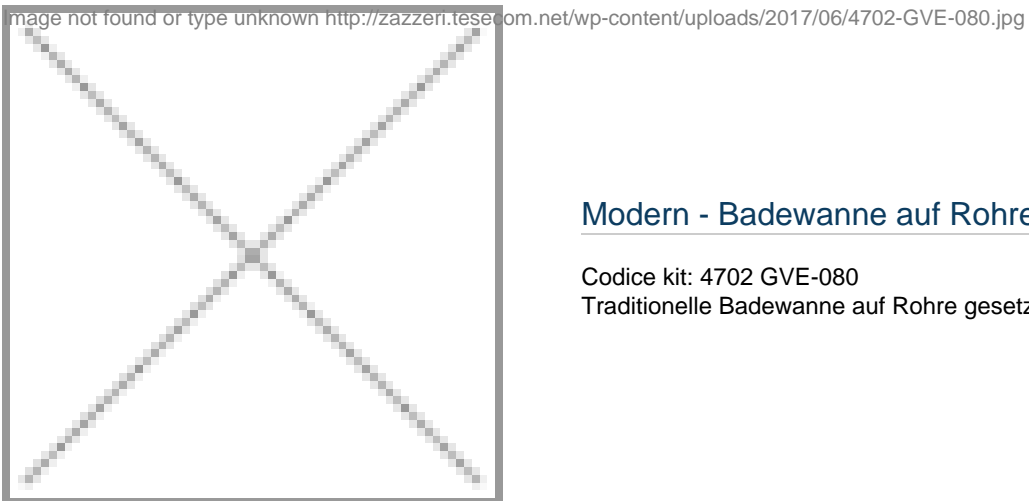 Image not found or type unknown http://zazzeri.tesecom.net/wp-content/uploads/2017/06/4702-GVE-080.jpg
Modern - Badewanne auf Rohre
Codice kit: 4702 GVE-080
Traditionelle Badewanne auf Rohre gesetz